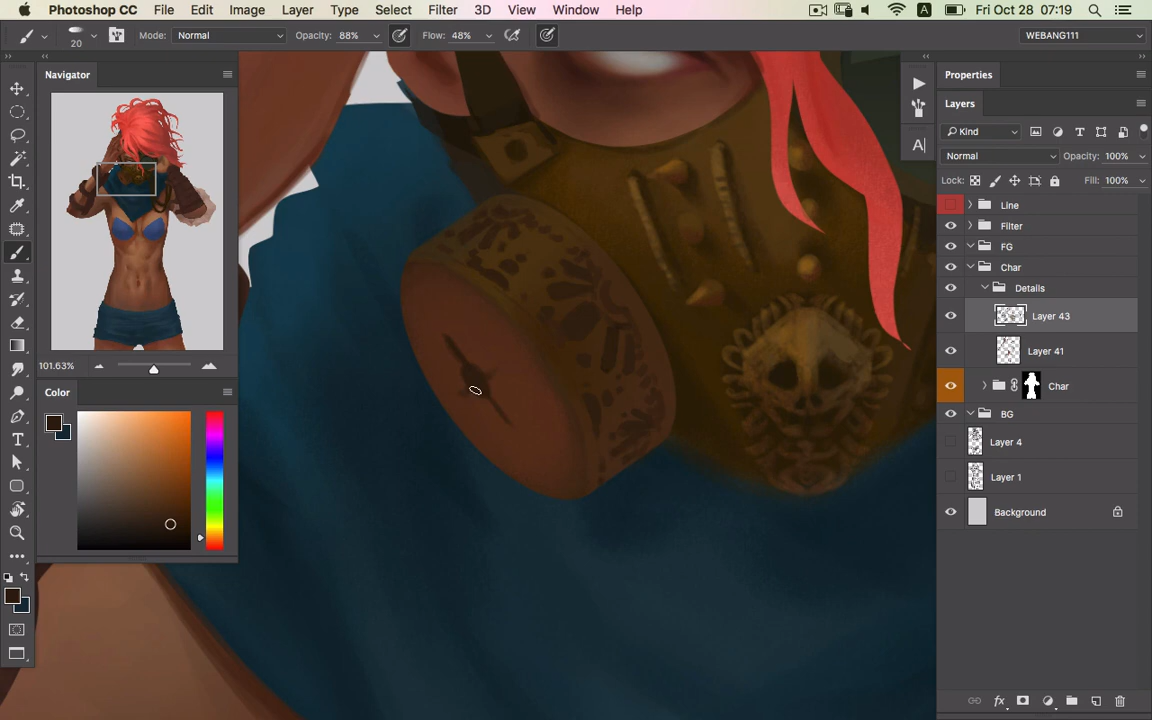 Photoshop CC File Edit Image Layer Type Select Filter 3D View Window Help A Fri Oct 28 07:19
20 Mode: Normal Opacity: 88% Flow: 48% WEBANG111
Navigator
101.63%
Color
A
Properties
Layers
Kind
Normal Opacity: 100%
Lock: Fill: 100%
LIne
Filter
FG
Char
Details
Layer 43
Layer 41
Char
BG
Layer 4
Layer 1
Background
fx